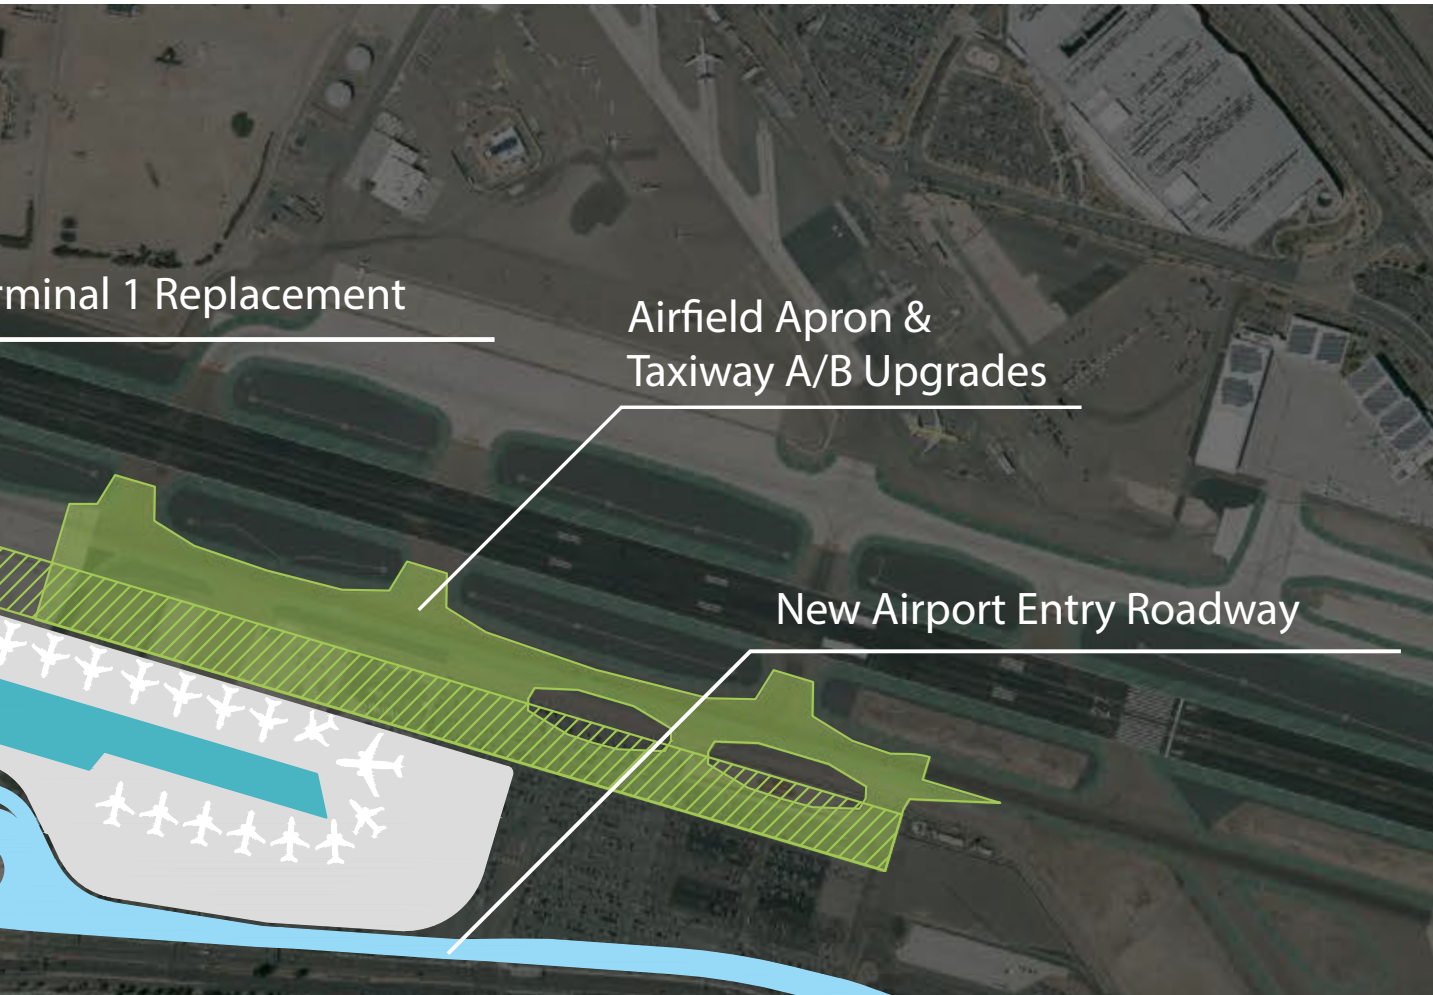 rminal 1 Replacement
Airfield Apron &
Taxiway A/B Upgrades
New Airport Entry Roadway